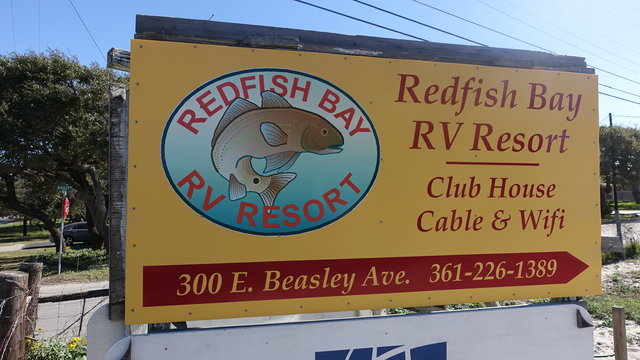 REDFISH BAY
RV RESORT
Redfish Bay
RV Resort
Club House
Cable & Wifi
300 E. Beasley Ave. 361-226-1389